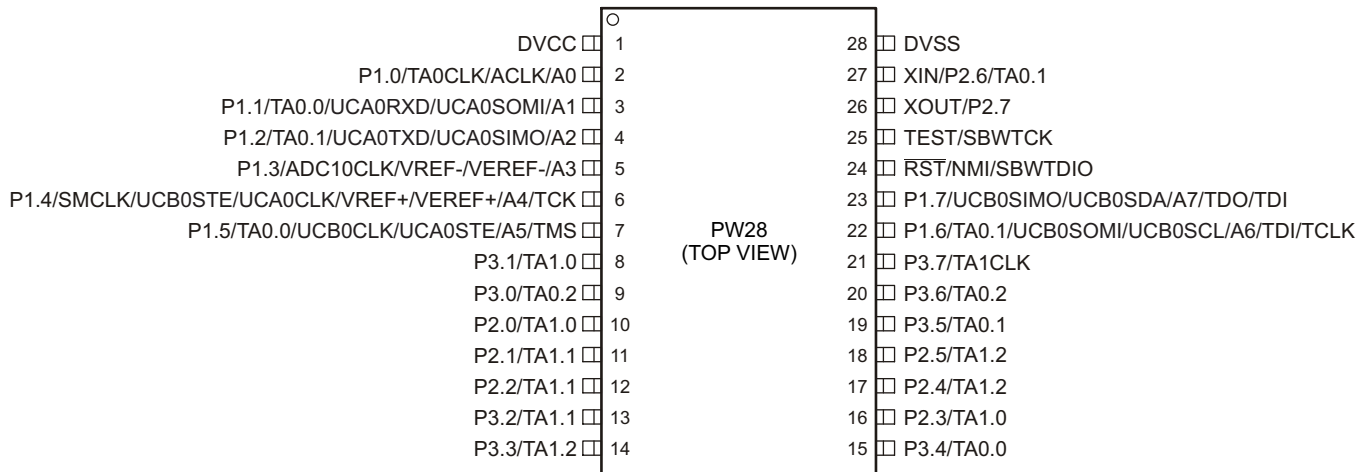 DVCC 1 28 DVSS
P1.0/TA0CLK/ACLK/A0 2 27 XIN/P2.6/TA0.1
P1.1/TA0.0/UCA0RXD/UCA0SOMI/A1 3 26 XOUT/P2.7
P1.2/TA0.1/UCA0TXD/UCA0SIMO/A2 4 25 TEST/SBWTCK
P1.3/ADC10CLK/VREF-/VEREF-/A3 5 24 RST/NMI/SBWTDIO
P1.4/SMCLK/UCB0STE/UCA0CLK/VREF+/VEREF+/A4/TCK 6 23 P1.7/UCB0SIMO/UCB0SDA/A7/TDO/TDI
P1.5/TA0.0/UCB0CLK/UCA0STE/A5/TMS 7 PW28 22 P1.6/TA0.1/UCB0SOMI/UCB0SCL/A6/TDI/TCLK
(TOP VIEW)
P3.1/TA1.0 8 21 P3.7/TA1CLK
P3.0/TA0.2 9 20 P3.6/TA0.2
P2.0/TA1.0 10 19 P3.5/TA0.1
P2.1/TA1.1 11 18 P2.5/TA1.2
P2.2/TA1.1 12 17 P2.4/TA1.2
P3.2/TA1.1 13 16 P2.3/TA1.0
P3.3/TA1.2 14 15 P3.4/TA0.0